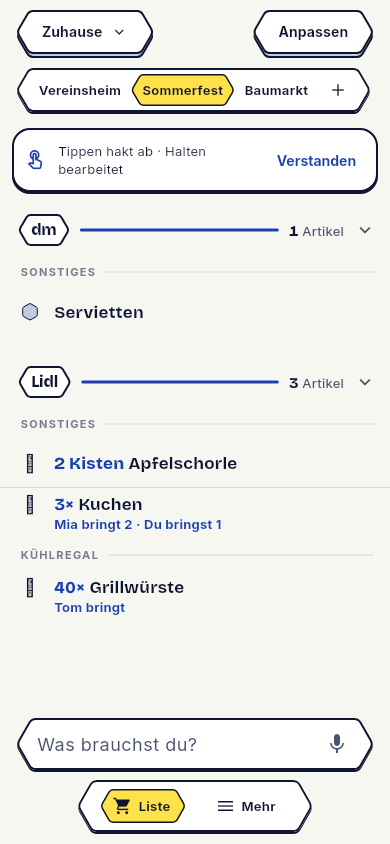 Zuhause
Anpassen
Vereinsheim
Sommerfest
Baumarkt
Tippen hakt ab · Halten
bearbeitet
Verstanden
dm
1 Artikel
SONSTIGES
Servietten
Lidl
3 Artikel
SONSTIGES
2 Kisten Apfelschorle
3× Kuchen
Mia bringt 2 · Du bringst 1
KÜHLREGAL
40× Grillwürste
Tom bringt
Was brauchst du?
Liste
Mehr